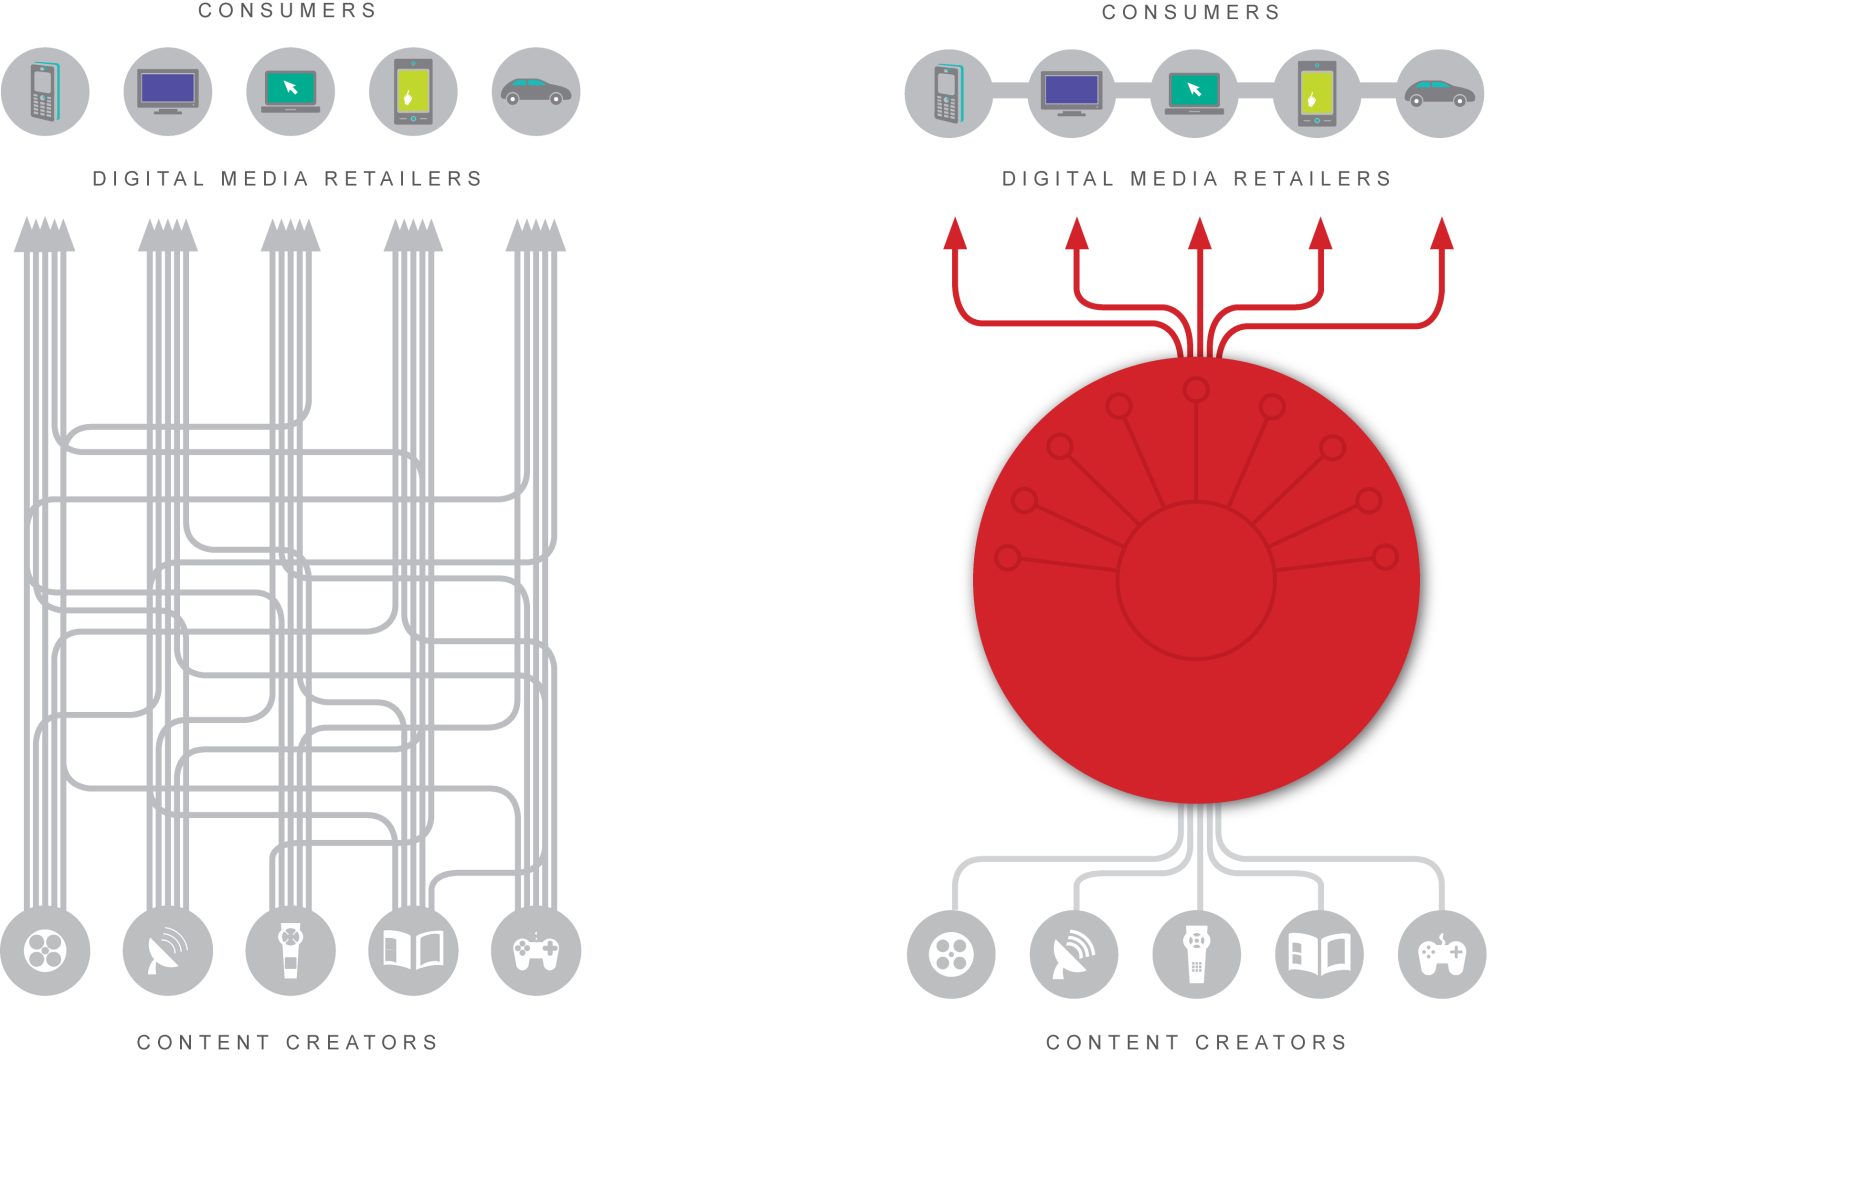 CONSUMERS
DIGITAL MEDIA RETAILERS
CONTENT CREATORS
CONSUMERS
DIGITAL MEDIA RETAILERS
CONTENT CREATORS